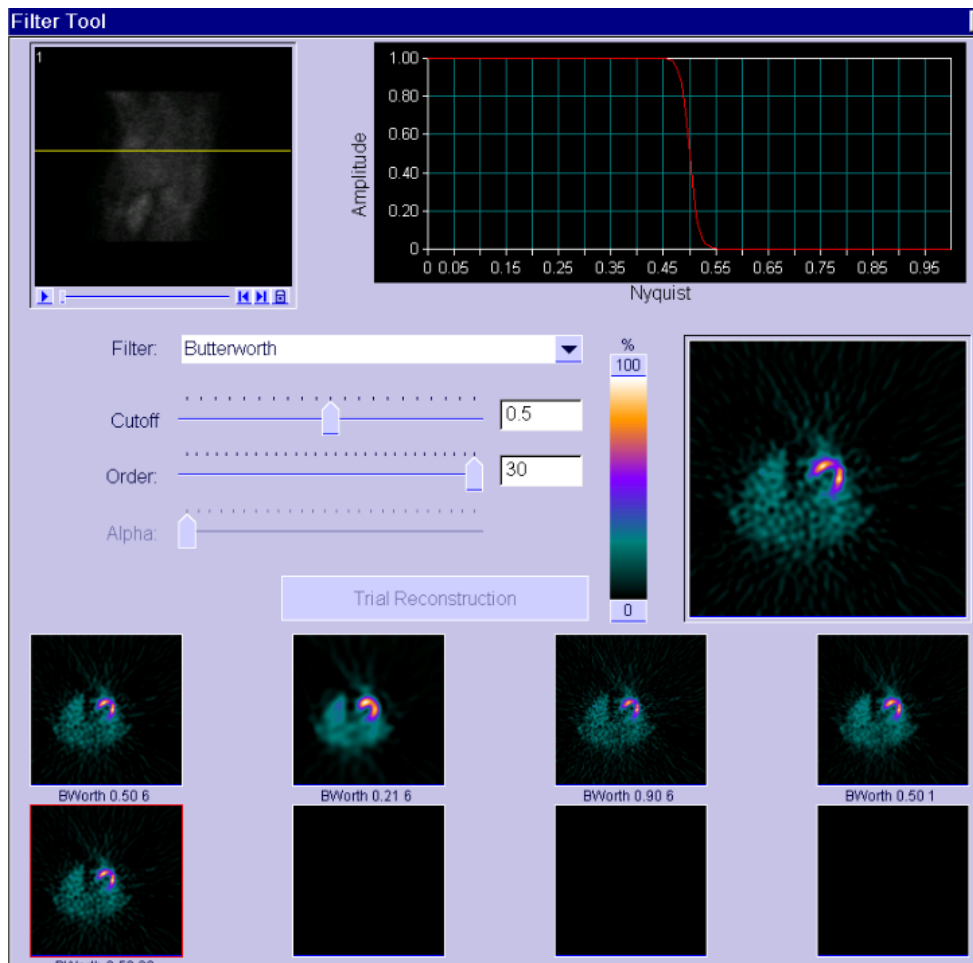 Filter Tool
1
1.00
0.80
0.60
0.40
0.20
0
Amplitude
0 0.05 0.15 0.25 0.35 0.45 0.55 0.65 0.75 0.85 0.95
Nyquist
Filter: Butterworth
Cutoff 0.5
Order: 30
Alpha:
%
100
0
Trial Reconstruction
BWorth 0.50 6
BWorth 0.21 6
BWorth 0.90 6
BWorth 0.50 1